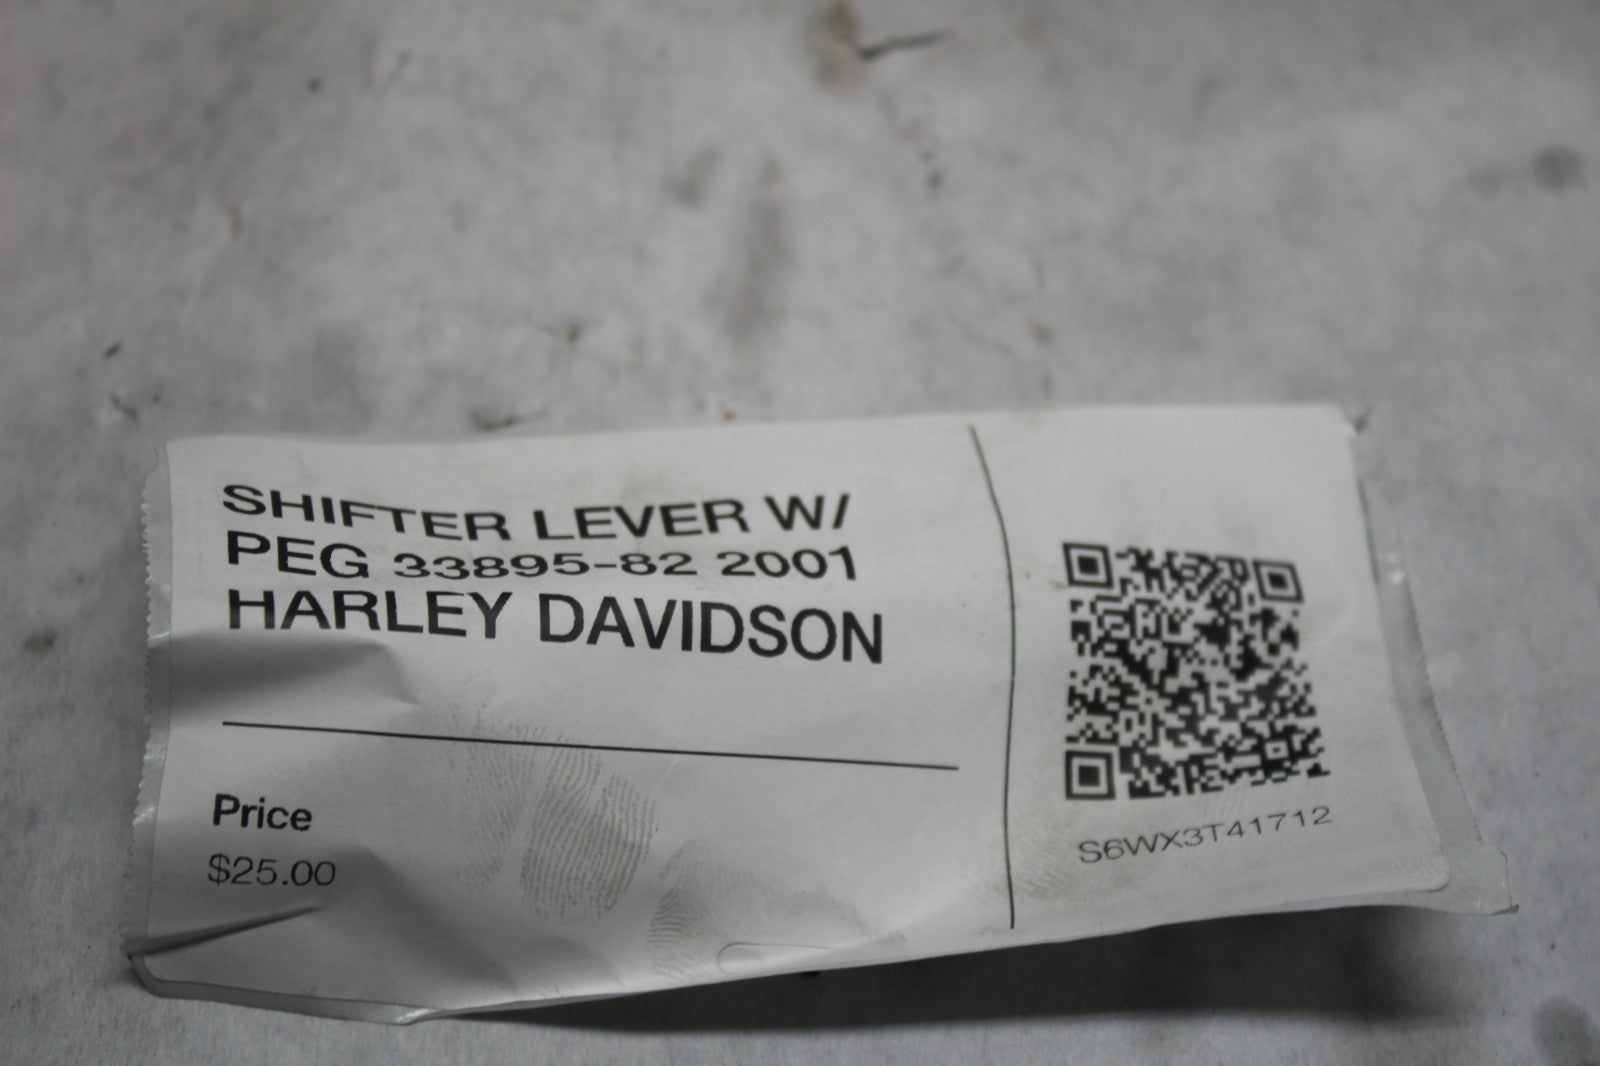 SHIFTER LEVER W/
PEG 33895-82 2001
HARLEY DAVIDSON
Price
$25.00
S6WX3T41712